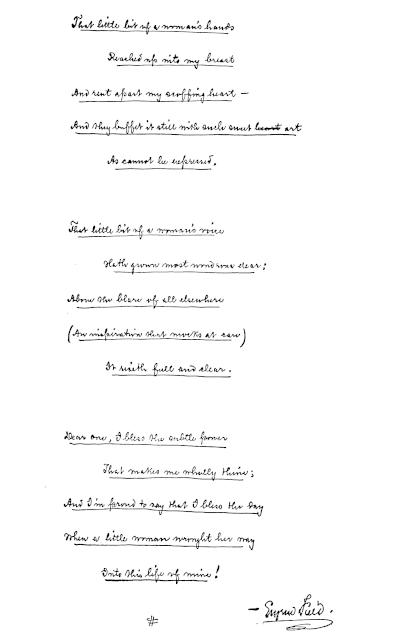 That little bit of a woman's hands
Reached up into my breast
And rent apart my scoffing heart —
And they buffet it still with such sweet art
As cannot be expressed.
That little bit of a woman's voice
Hath grown most wondrous dear;
Above the blare of all elsewhere
(An inspiration that mocks at care)
It riseth full and clear.
Dear one, I bless the subtle power
That makes me wholly thine;
And I'm proud to say that I bless the day
When a little woman wrought her way
Into this life of mine!
— Eugene Field.